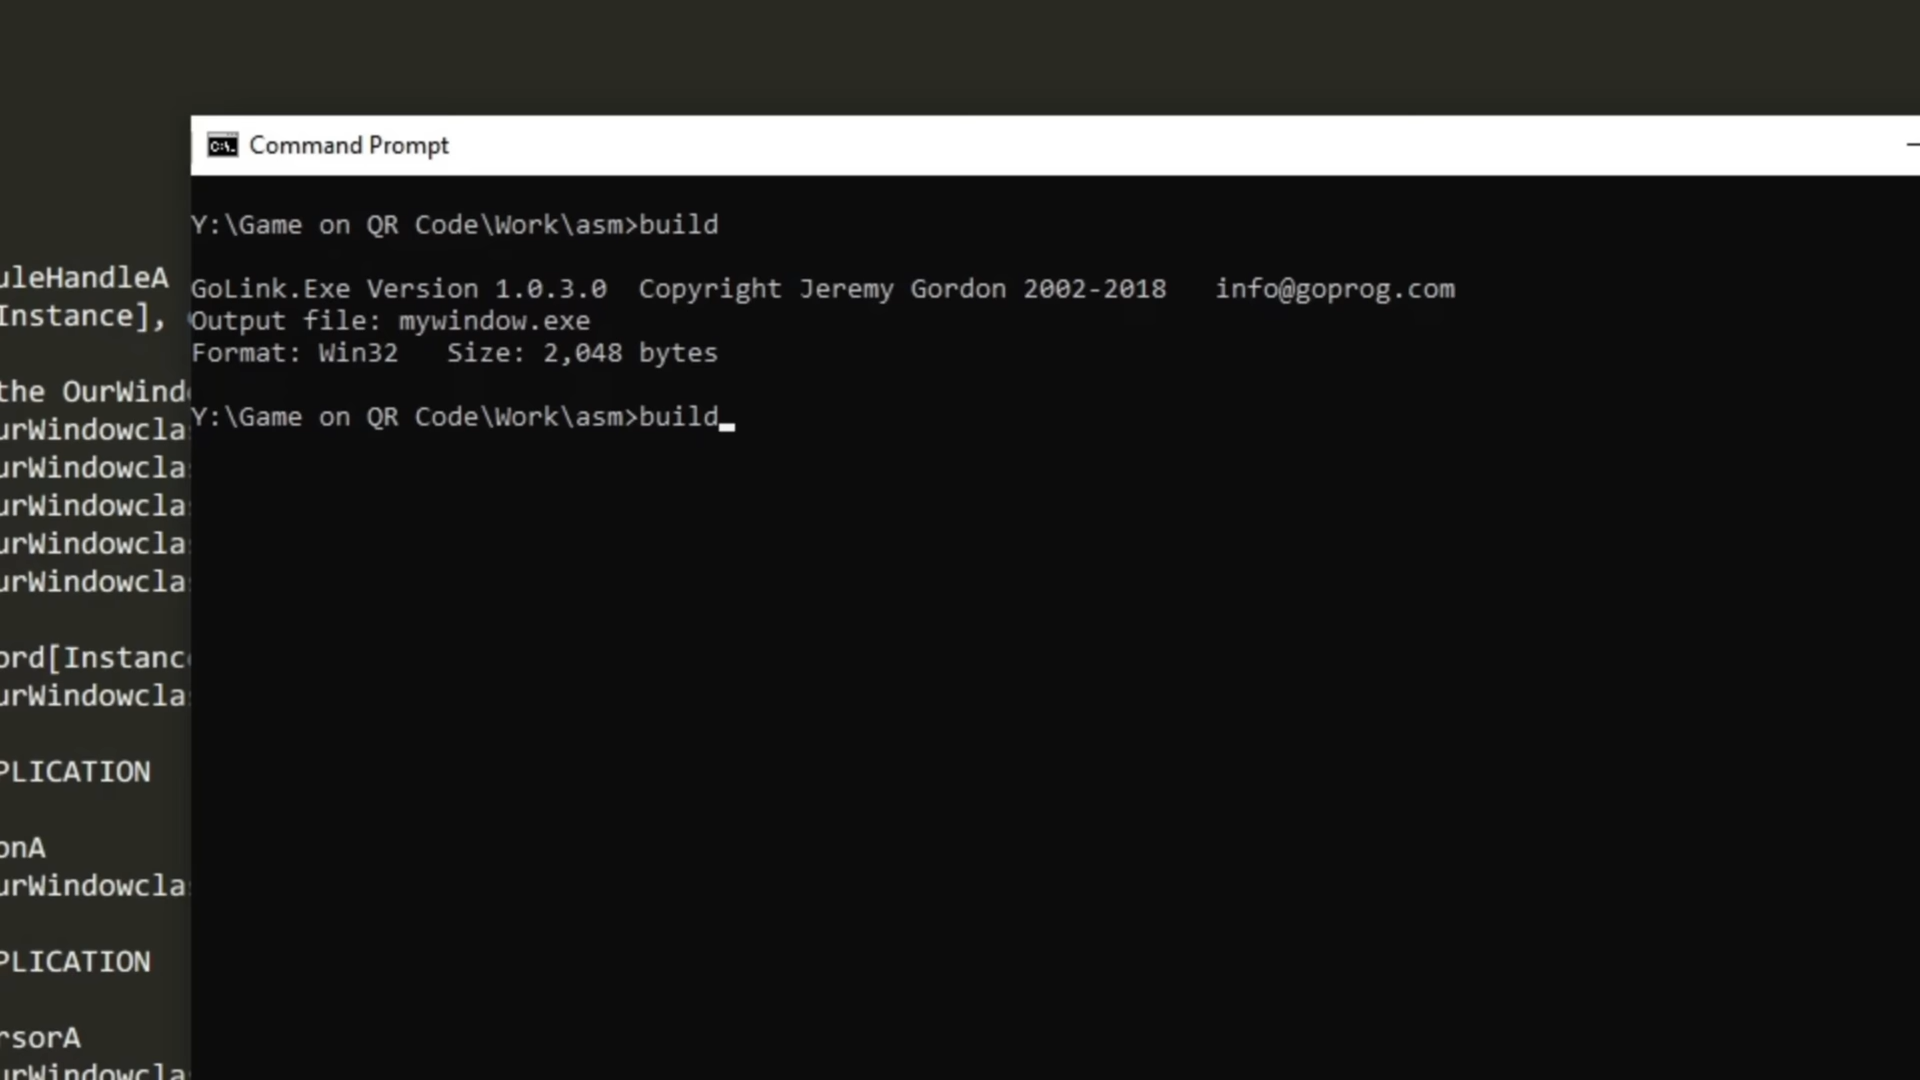 Command Prompt
Y:\Game on QR Code\Work\asm>build
GoLink.Exe Version 1.0.3.0  Copyright Jeremy Gordon 2002-2018   info@goprog.com
Output file: mywindow.exe
Format: Win32   Size: 2,048 bytes
Y:\Game on QR Code\Work\asm>build
uleHandleA
Instance],
the OurWind
urWindowcla
urWindowcla
urWindowcla
urWindowcla
urWindowcla
ord[Instanc
urWindowcla
PLICATION
onA
urWindowcla
PLICATION
rsorA
urWindowcla